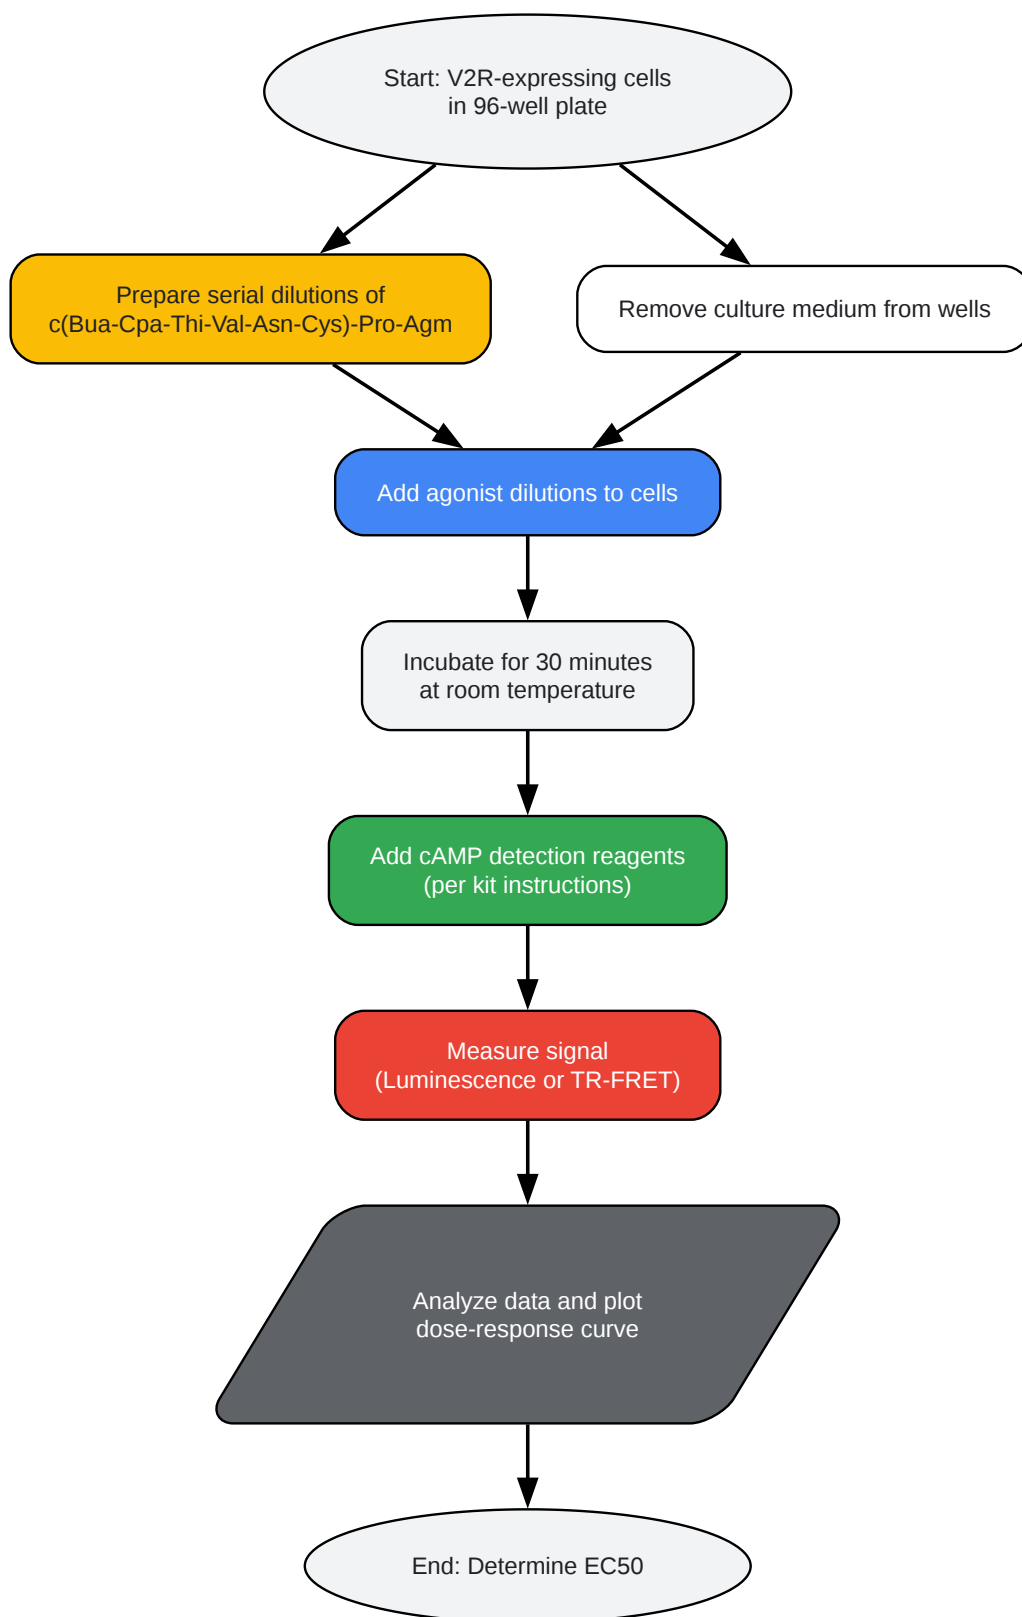 Start: V2R-expressing cells
in 96-well plate
Prepare serial dilutions of
c(Bua-Cpa-Thi-Val-Asn-Cys)-Pro-Agm
Remove culture medium from wells
Add agonist dilutions to cells
Incubate for 30 minutes
at room temperature
Add cAMP detection reagents
(per kit instructions)
Measure signal
(Luminescence or TR-FRET)
Analyze data and plot
dose-response curve
End: Determine EC50